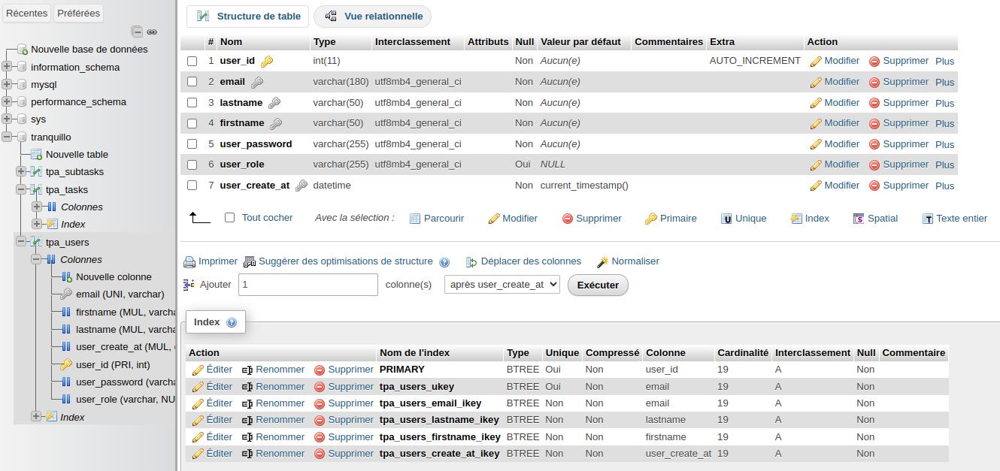 Récentes Préférées
Nouvelle base de données
information_schema
mysql
performance_schema
sys
tranquillo
Nouvelle table
tpa_subtasks
tpa_tasks
Colonnes
Index
tpa_users
Colonnes
Nouvelle colonne
email (UNI, varchar)
firstname (MUL, varcha
lastname (MUL, varcha
user_create_at (MUL,
user_id (PRI, int)
user_password (varcha
user_role (varchar, NU
Index
Structure de table Vue relationnelle
# Nom Type Interclassement Attributs Null Valeur par défaut Commentaires Extra Action
1 user_id int(11) Non Aucun(e) AUTO_INCREMENT Modifier Supprimer Plus
2 email varchar(180) utf8mb4_general_ci Non Aucun(e) Modifier Supprimer Plus
3 lastname varchar(50) utf8mb4_general_ci Non Aucun(e) Modifier Supprimer Plus
4 firstname varchar(50) utf8mb4_general_ci Non Aucun(e) Modifier Supprimer Plus
5 user_password varchar(255) utf8mb4_general_ci Non Aucun(e) Modifier Supprimer Plus
6 user_role varchar(255) utf8mb4_general_ci Oui NULL Modifier Supprimer Plus
7 user_create_at datetime Non current_timestamp() Modifier Supprimer Plus
Tout cocher Avec la sélection : Parcourir Modifier Supprimer Primaire Unique Index Spatial Texte entier
Imprimer Suggérer des optimisations de structure Déplacer des colonnes Normaliser
Ajouter 1 colonne(s) après user_create_at Exécuter
Index
Action Nom de l'index Type Unique Compressé Colonne Cardinalité Interclassement Null Commentaire
Éditer Renommer Supprimer PRIMARY BTREE Oui Non user_id 19 A Non
Éditer Renommer Supprimer tpa_users_ukey BTREE Oui Non email 19 A Non
Éditer Renommer Supprimer tpa_users_email_ikey BTREE Non Non email 19 A Non
Éditer Renommer Supprimer tpa_users_lastname_ikey BTREE Non Non lastname 19 A Non
Éditer Renommer Supprimer tpa_users_firstname_ikey BTREE Non Non firstname 19 A Non
Éditer Renommer Supprimer tpa_users_create_at_ikey BTREE Non Non user_create_at 19 A Non